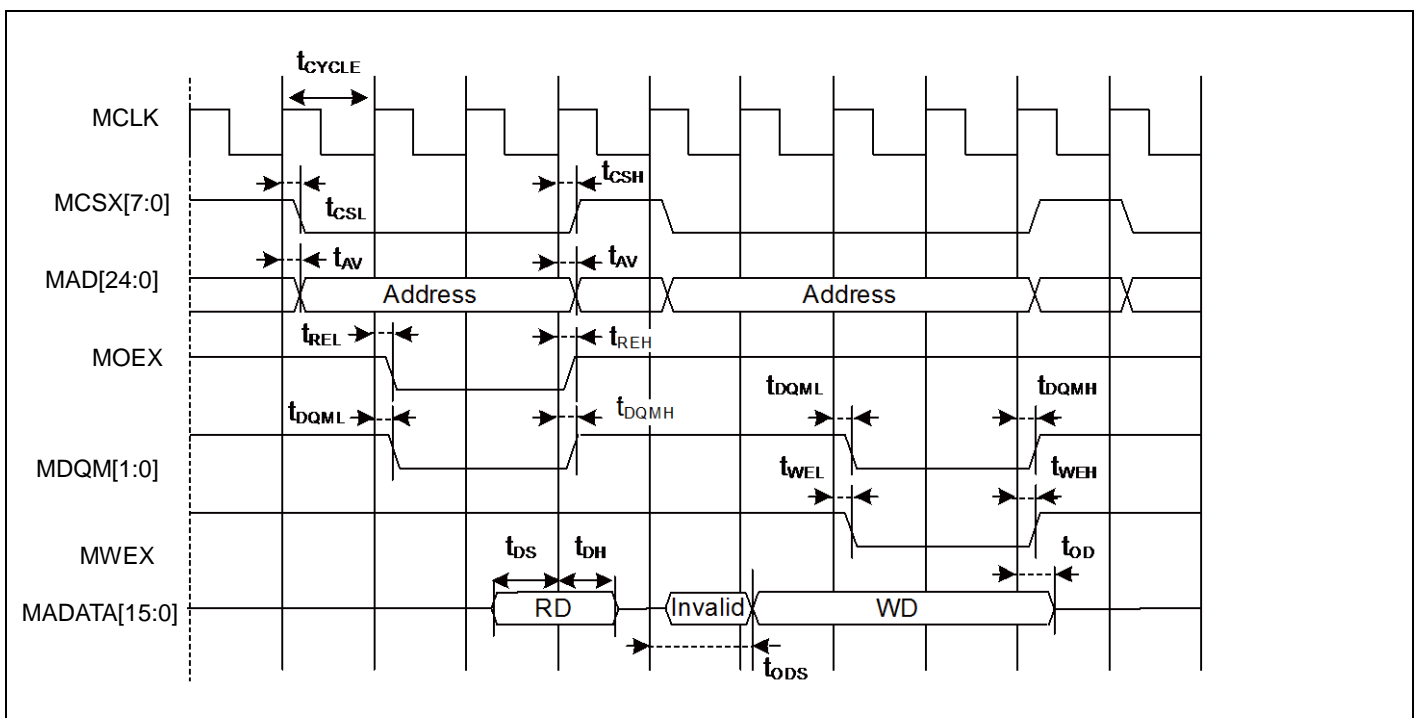 tCYCLE
MCLK
tCSH
MCSX[7:0]
tCSL
tAV
tAV
MAD[24:0]
Address
Address
tREL
tREH
MOEX
tDQML
tDQMH
tDQML
tDQMH
MDQM[1:0]
tWEL
tWEH
MWEX
tDS
tDH
tOD
MADATA[15:0]
RD
Invalid
WD
tODS